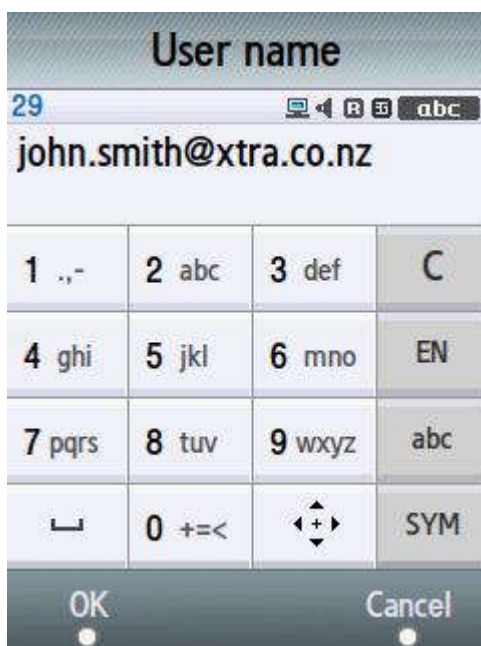 User name
29 R abc
john.smith@xtra.co.nz
1 .,- 2 abc 3 def C
4 ghi 5 jkl 6 mno EN
7 pqrs 8 tuv 9 wxyz abc
0 +=< SYM
OK Cancel